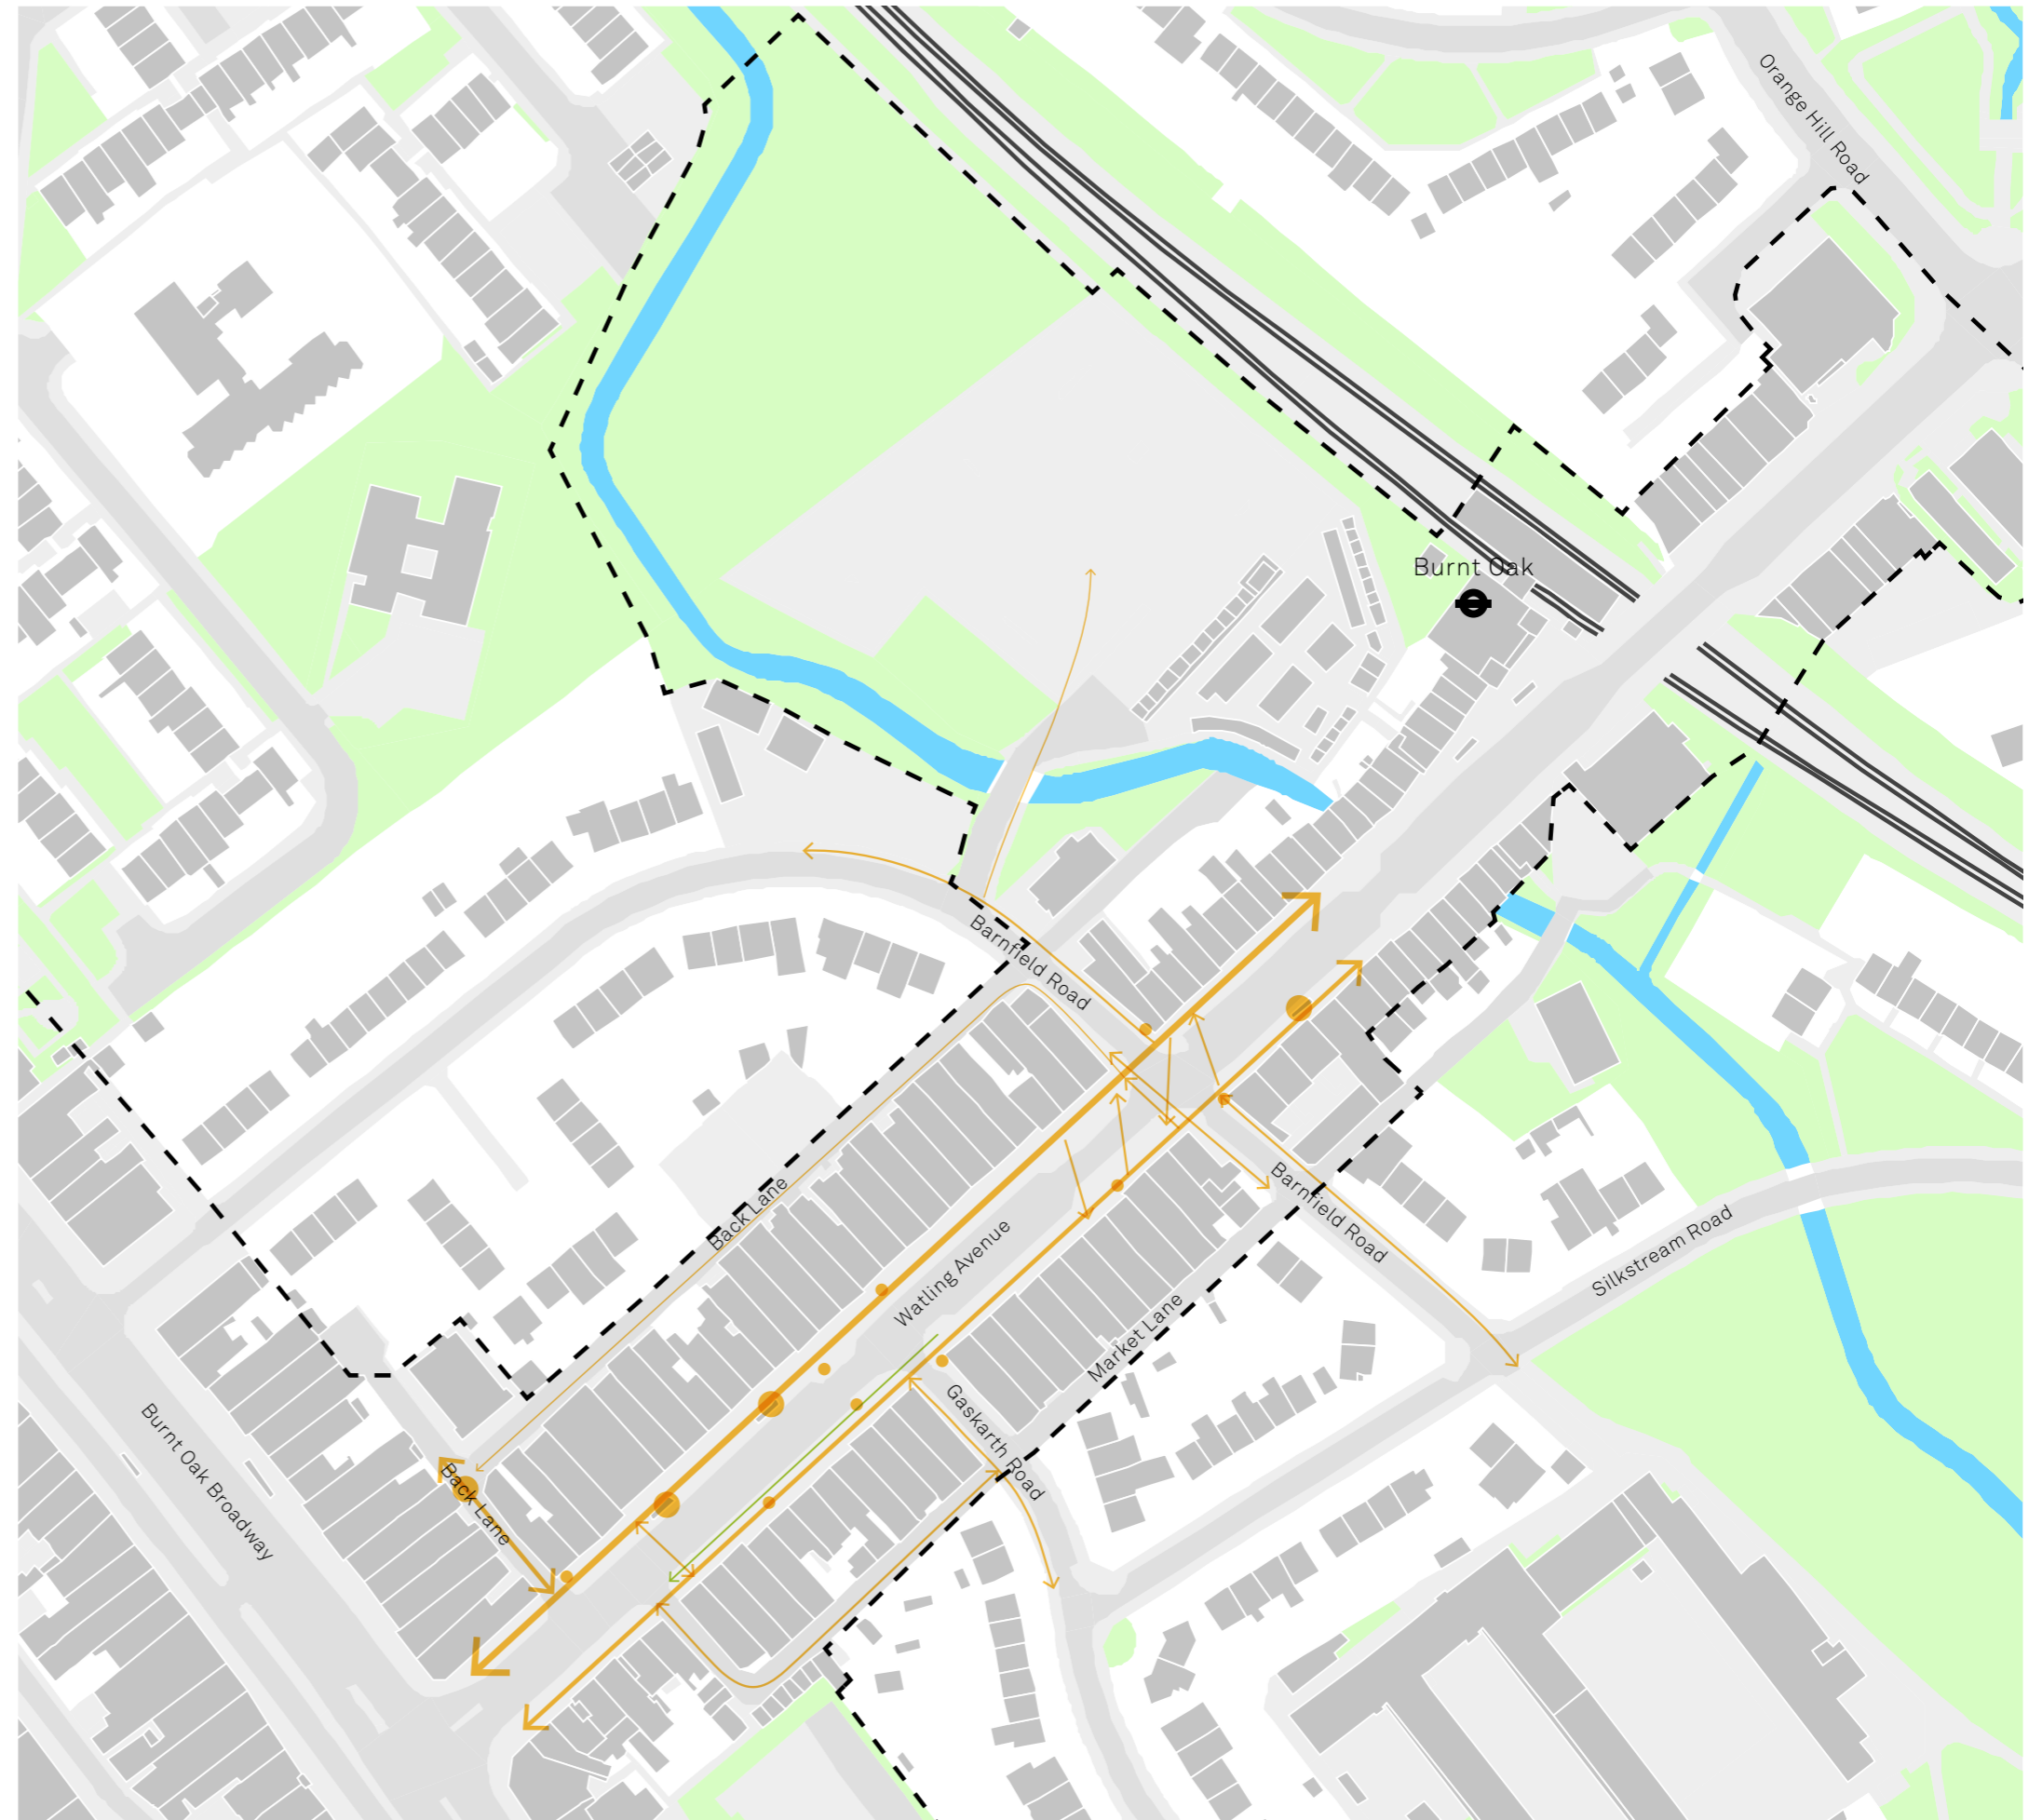 Orange Hill Road
Burnt Oak
Barnfield Road
Back Lane
Barnfield Road
Silkstream Road
Watling Avenue
Market Lane
Gaskarth Road
Burnt Oak Broadway
Back Lane